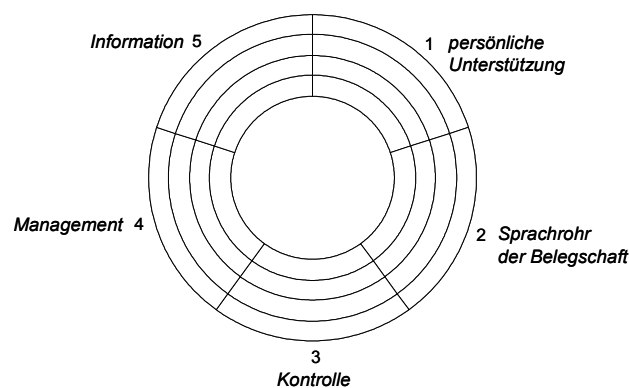 1 persönliche
Unterstützung
2 Sprachrohr
der Belegschaft
3
Kontrolle
Management 4
Information 5